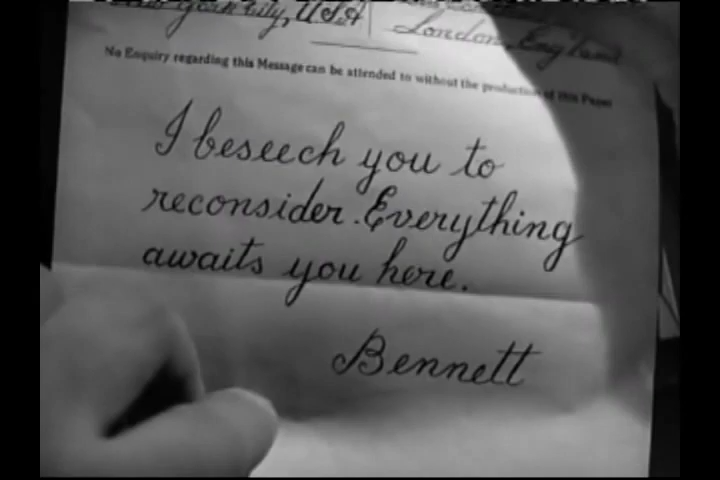 City, U.S.A London, England
No Enquiry regarding this Message can be attended to without the production of this Paper
I beseech you to
reconsider. Everything
awaits you here.
Bennett